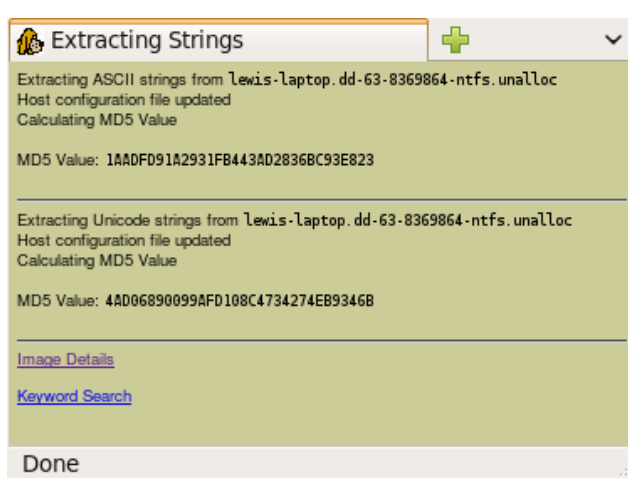 Extracting Strings
Extracting ASCII strings from lewis-laptop.dd-63-8369864-ntfs.unalloc
Host configuration file updated
Calculating MD5 Value
MD5 Value: 1AADFD91A2931FB443AD2836BC93E823
Extracting Unicode strings from lewis-laptop.dd-63-8369864-ntfs.unalloc
Host configuration file updated
Calculating MD5 Value
MD5 Value: 4AD06890099AFD108C4734274EB9346B
Image Details
Keyword Search
Done